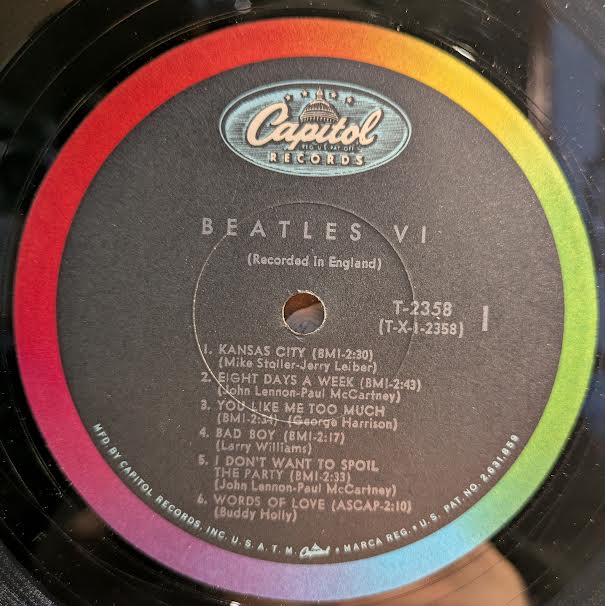 Capitol
REG. U.S. PAT. OFF.
RECORDS
BEATLES VI
(Recorded in England)
T-2358 1
(T-X-1-2358)
1. KANSAS CITY (BMI-2:30)
(Mike Stoller-Jerry Leiber)
2. EIGHT DAYS A WEEK (BMI-2:43)
(John Lennon-Paul McCartney)
3. YOU LIKE ME TOO MUCH
(BMI-2:34) (George Harrison)
4. BAD BOY (BMI-2:17)
(Larry Williams)
5. I DON'T WANT TO SPOIL
THE PARTY (BMI-2:33)
(John Lennon-Paul McCartney)
6. WORDS OF LOVE (ASCAP-2:10)
(Buddy Holly)
MFD. BY CAPITOL RECORDS, INC. U.S.A. T.M. Capitol • MARCA REG. • U.S. PAT. NO. 2,631,859